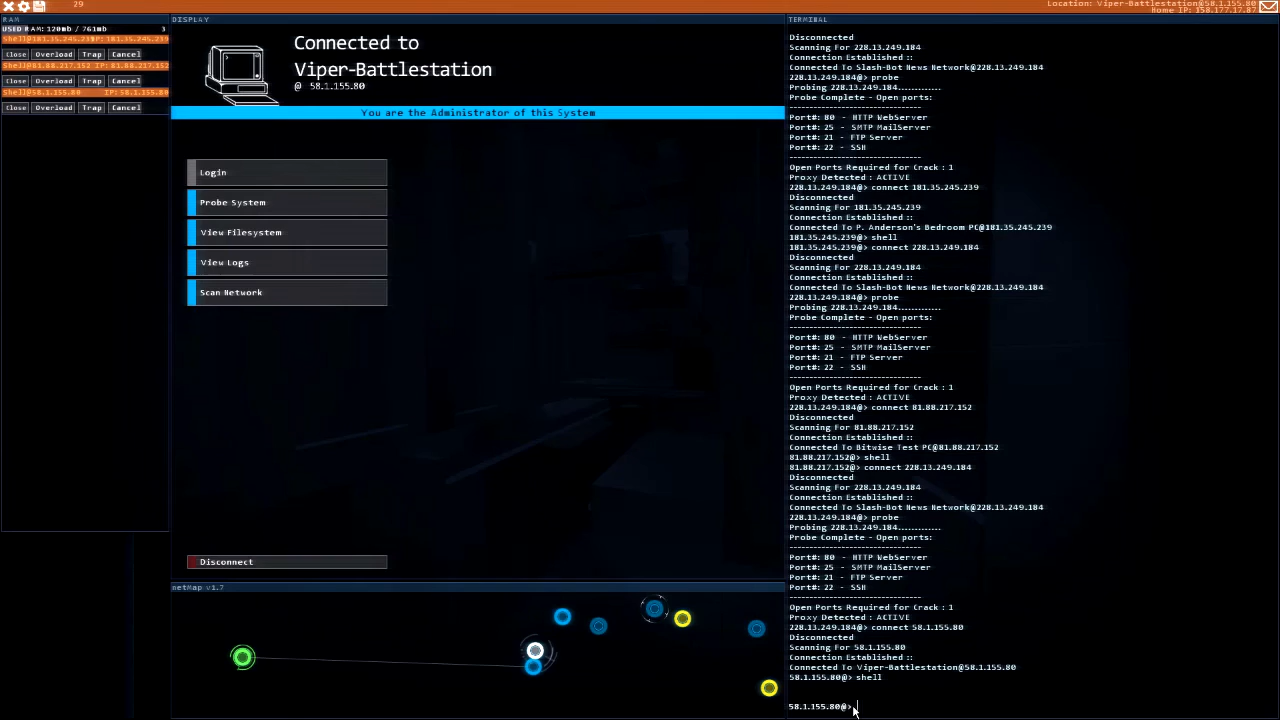 29
Location: Viper-Battlestation@58.1.155.80
Home IP: 158.177.17.87
RAM
USED RAM: 120mb / 761mb 3
Shell@181.35.245.239 IP: 181.35.245.239
Close Overload Trap Cancel
Shell@81.88.217.152 IP: 81.88.217.152
Close Overload Trap Cancel
Shell@58.1.155.80 IP: 58.1.155.80
Close Overload Trap Cancel
DISPLAY
Connected to
Viper-Battlestation
@ 58.1.155.80
You are the Administrator of this System
Login
Probe System
View Filesystem
View Logs
Scan Network
Disconnect
netMap v1.7
TERMINAL
Disconnected
Scanning For 228.13.249.184
Connection Established ::
Connected To Slash-Bot News Network@228.13.249.184
228.13.249.184@> probe
Probing 228.13.249.184.............
Probe Complete - Open ports:
---------------------------------
Port#: 80 - HTTP WebServer
Port#: 25 - SMTP MailServer
Port#: 21 - FTP Server
Port#: 22 - SSH
---------------------------------
Open Ports Required for Crack : 1
Proxy Detected : ACTIVE
228.13.249.184@> connect 181.35.245.239
Disconnected
Scanning For 181.35.245.239
Connection Established ::
Connected To P. Anderson's Bedroom PC@181.35.245.239
181.35.245.239@> shell
181.35.245.239@> connect 228.13.249.184
Disconnected
Scanning For 228.13.249.184
Connection Established ::
Connected To Slash-Bot News Network@228.13.249.184
228.13.249.184@> probe
Probing 228.13.249.184.............
Probe Complete - Open ports:
---------------------------------
Port#: 80 - HTTP WebServer
Port#: 25 - SMTP MailServer
Port#: 21 - FTP Server
Port#: 22 - SSH
---------------------------------
Open Ports Required for Crack : 1
Proxy Detected : ACTIVE
228.13.249.184@> connect 81.88.217.152
Disconnected
Scanning For 81.88.217.152
Connection Established ::
Connected To Bitwise Test PC@81.88.217.152
81.88.217.152@> shell
81.88.217.152@> connect 228.13.249.184
Disconnected
Scanning For 228.13.249.184
Connection Established ::
Connected To Slash-Bot News Network@228.13.249.184
228.13.249.184@> probe
Probing 228.13.249.184.............
Probe Complete - Open ports:
---------------------------------
Port#: 80 - HTTP WebServer
Port#: 25 - SMTP MailServer
Port#: 21 - FTP Server
Port#: 22 - SSH
---------------------------------
Open Ports Required for Crack : 1
Proxy Detected : ACTIVE
228.13.249.184@> connect 58.1.155.80
Disconnected
Scanning For 58.1.155.80
Connection Established ::
Connected To Viper-Battlestation@58.1.155.80
58.1.155.80@> shell
58.1.155.80@>